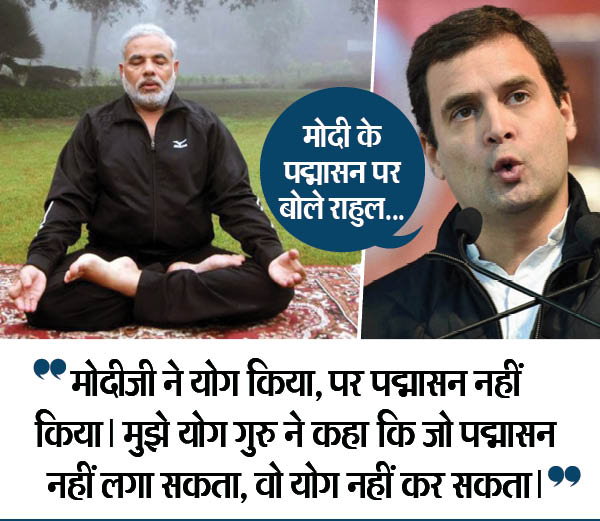 मोदी के
पद्मासन पर
बोले राहुल...
❝मोदीजी ने योग किया, पर पद्मासन नहीं
किया। मुझे योग गुरु ने कहा कि जो पद्मासन
नहीं लगा सकता, वो योग नहीं कर सकता।❞